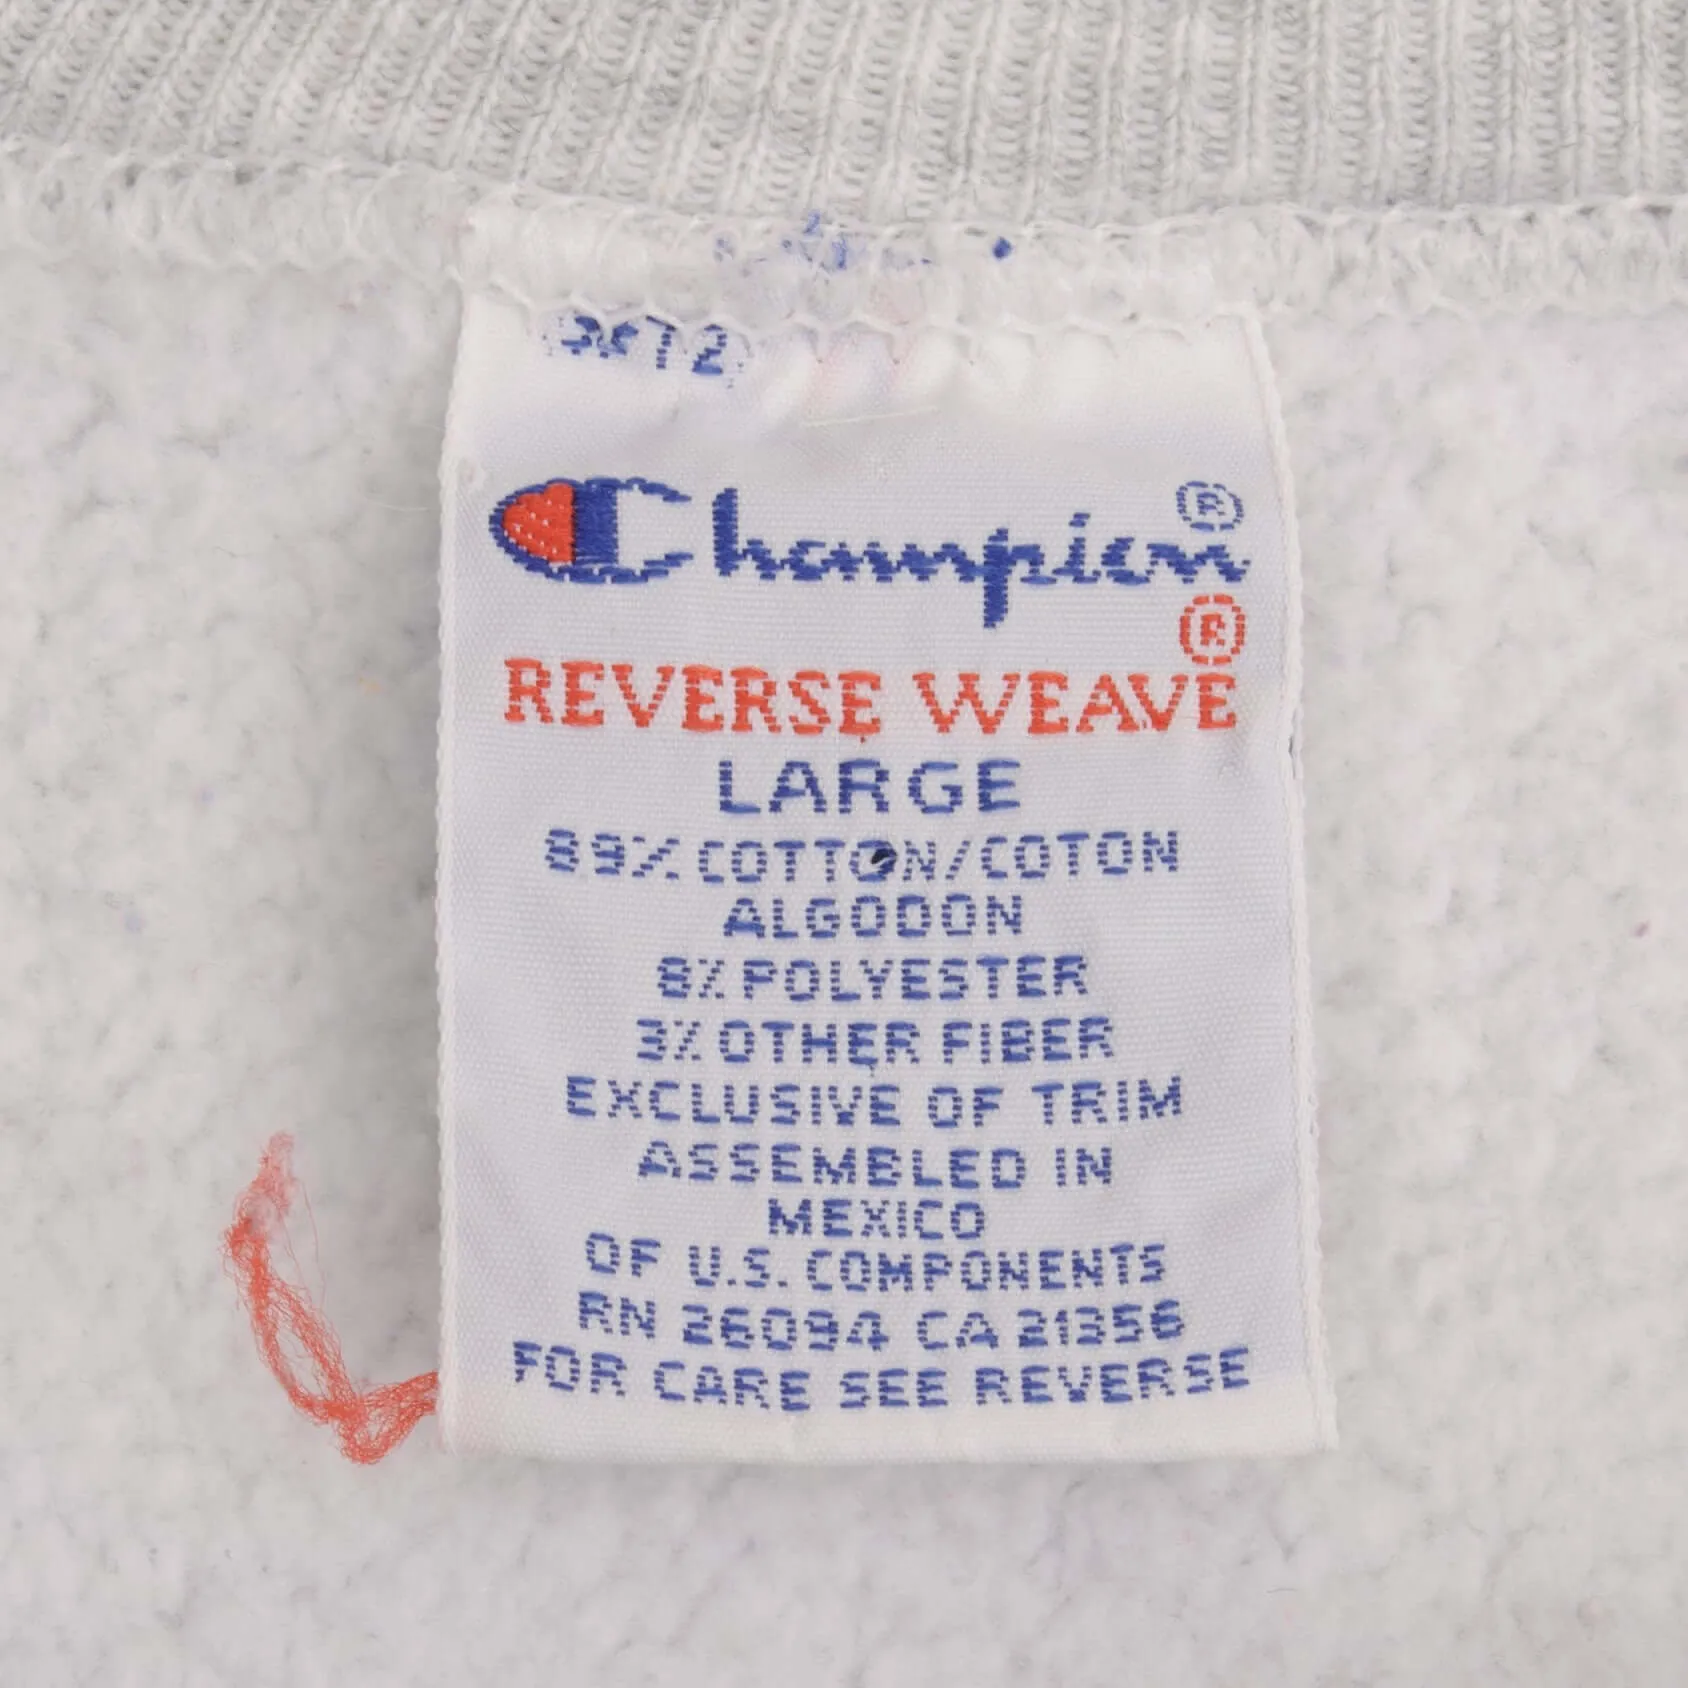 Champion®
REVERSE WEAVE®
LARGE
89% COTTON/COTON
ALGODON
8% POLYESTER
3% OTHER FIBER
EXCLUSIVE OF TRIM
ASSEMBLED IN
MEXICO
OF U.S. COMPONENTS
RN 26094 CA 21356
FOR CARE SEE REVERSE